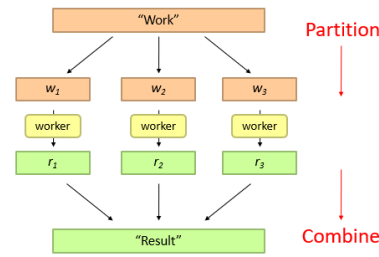 “Work”
Partition
w1 w2 w3
worker worker worker
r1 r2 r3
“Result”
Combine